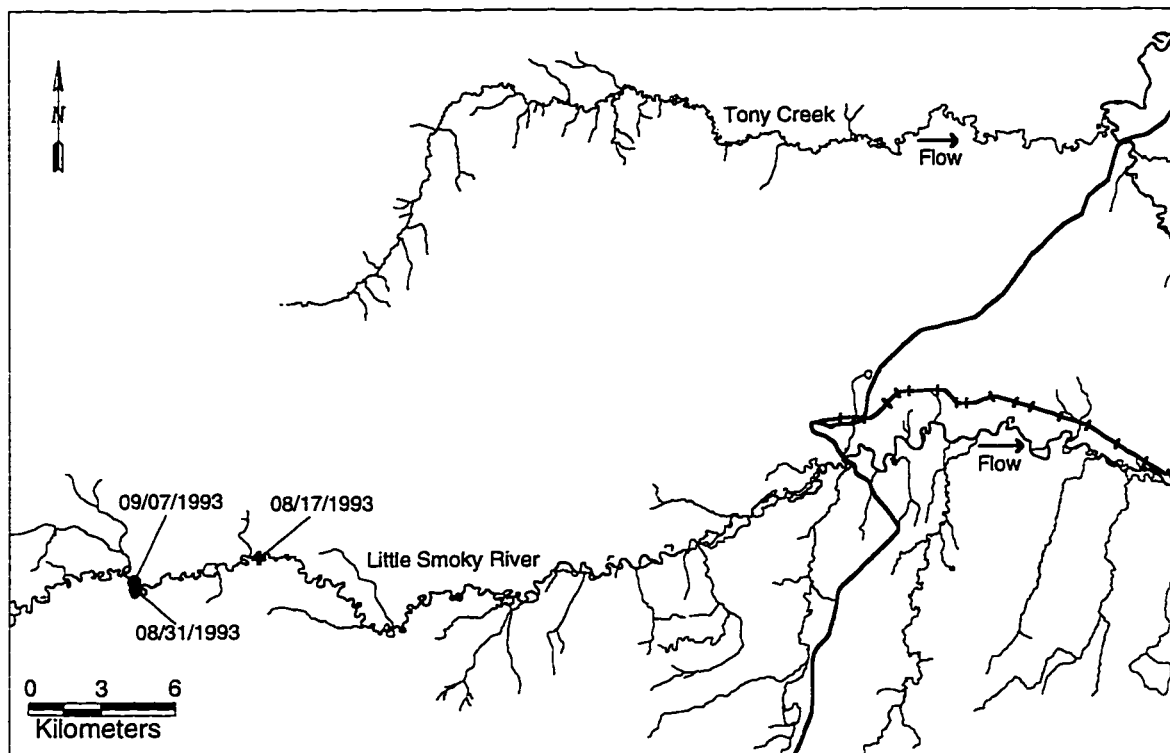 N
Tony Creek
Flow
Flow
09/07/1993
08/17/1993
Little Smoky River
08/31/1993
0 3 6
Kilometers